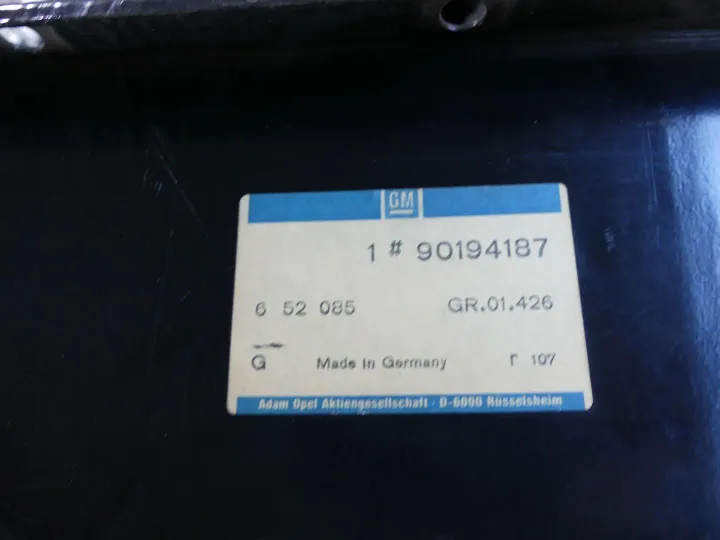 GM
1 # 90194187
6 52 085 GR.01.426
G Made in Germany r 107
Adam Opel Aktiengesellschaft · D-6090 Rüsselsheim